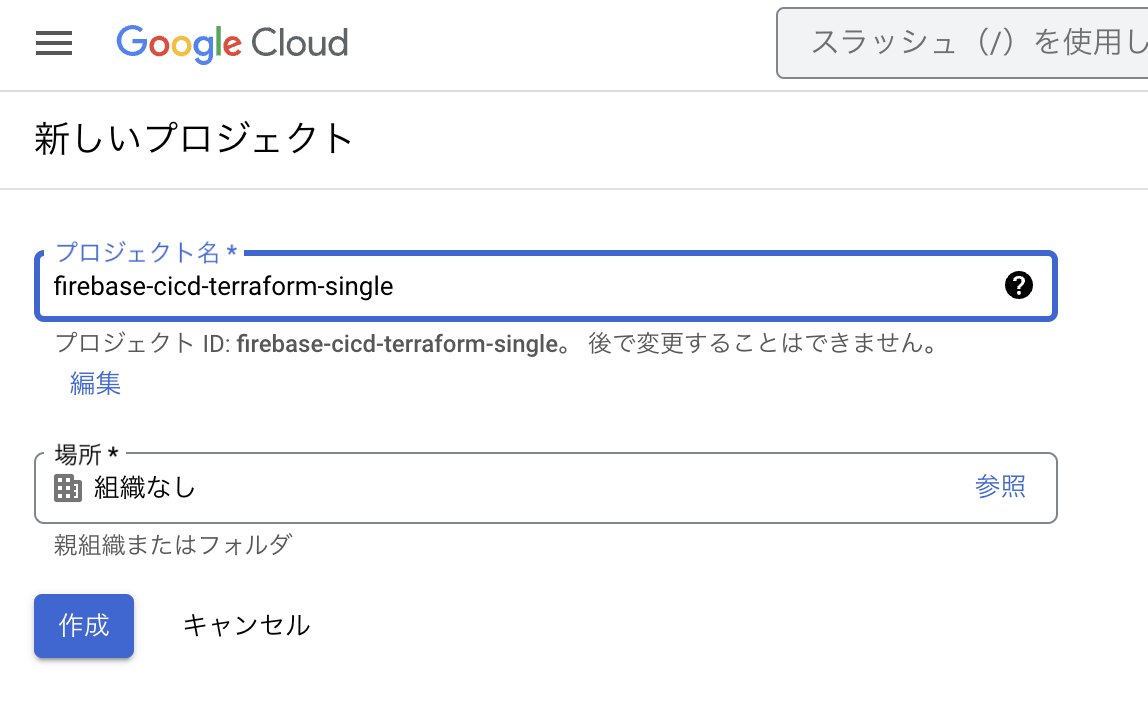 Google Cloud
スラッシュ（/）を使用し
新しいプロジェクト
プロジェクト名 *
firebase-cicd-terraform-single
プロジェクト ID: firebase-cicd-terraform-single。 後で変更することはできません。
編集
場所 *
組織なし
参照
親組織またはフォルダ
作成
キャンセル